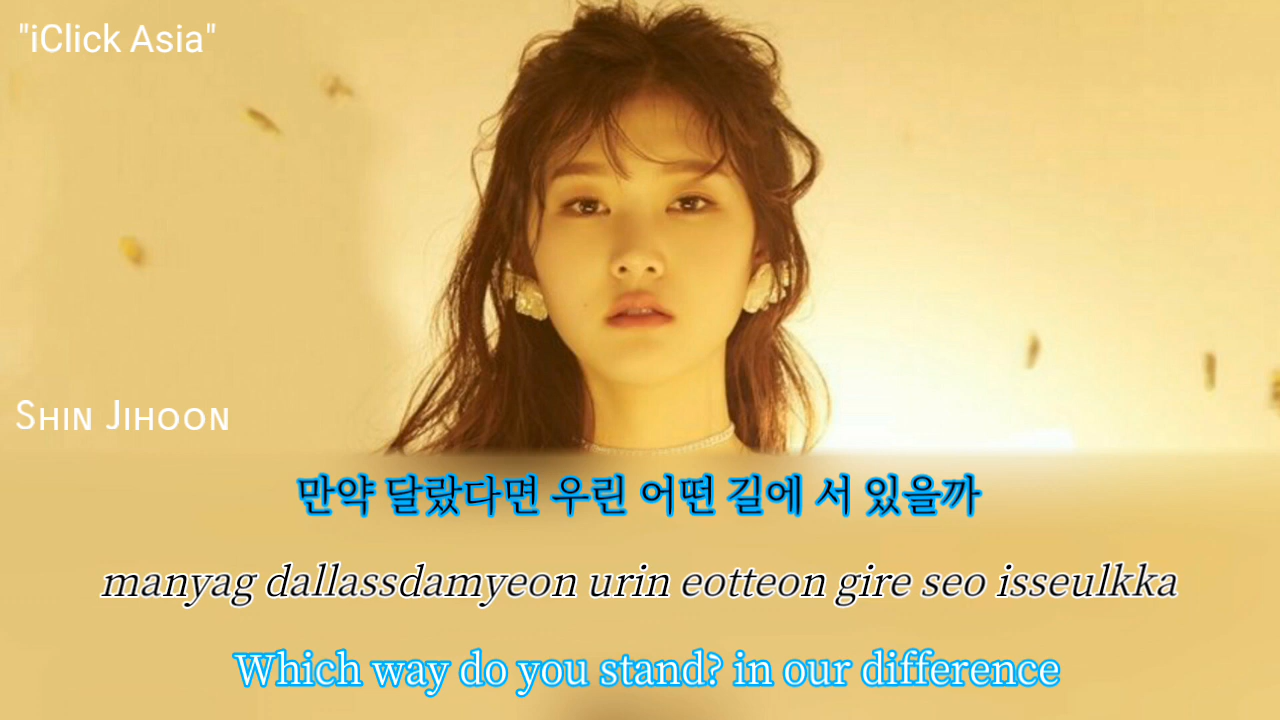 "iClick Asia"
Shin Jihoon
만약 달랐다면 우린 어떤 길에 서 있을까
manyag dallassdamyeon urin eotteon gire seo isseulkka
Which way do you stand? in our difference